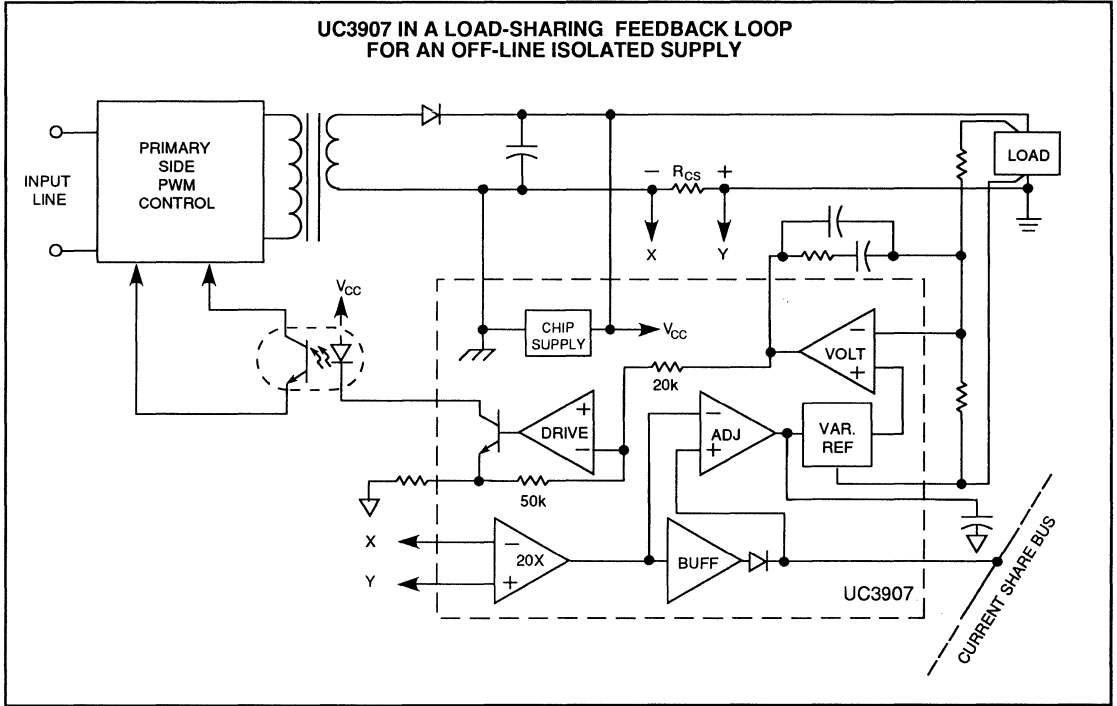 UC3907 IN A LOAD-SHARING FEEDBACK LOOP
FOR AN OFF-LINE ISOLATED SUPPLY
PRIMARY
SIDE
PWM
CONTROL
INPUT
LINE
LOAD
− RCS +
X Y
VCC
CHIP
SUPPLY
VCC
−
VOLT
+
20k
+
DRIVE
−
−
ADJ
+
VAR.
REF
50k
X
Y
−
20X
+
BUFF
UC3907
CURRENT SHARE BUS